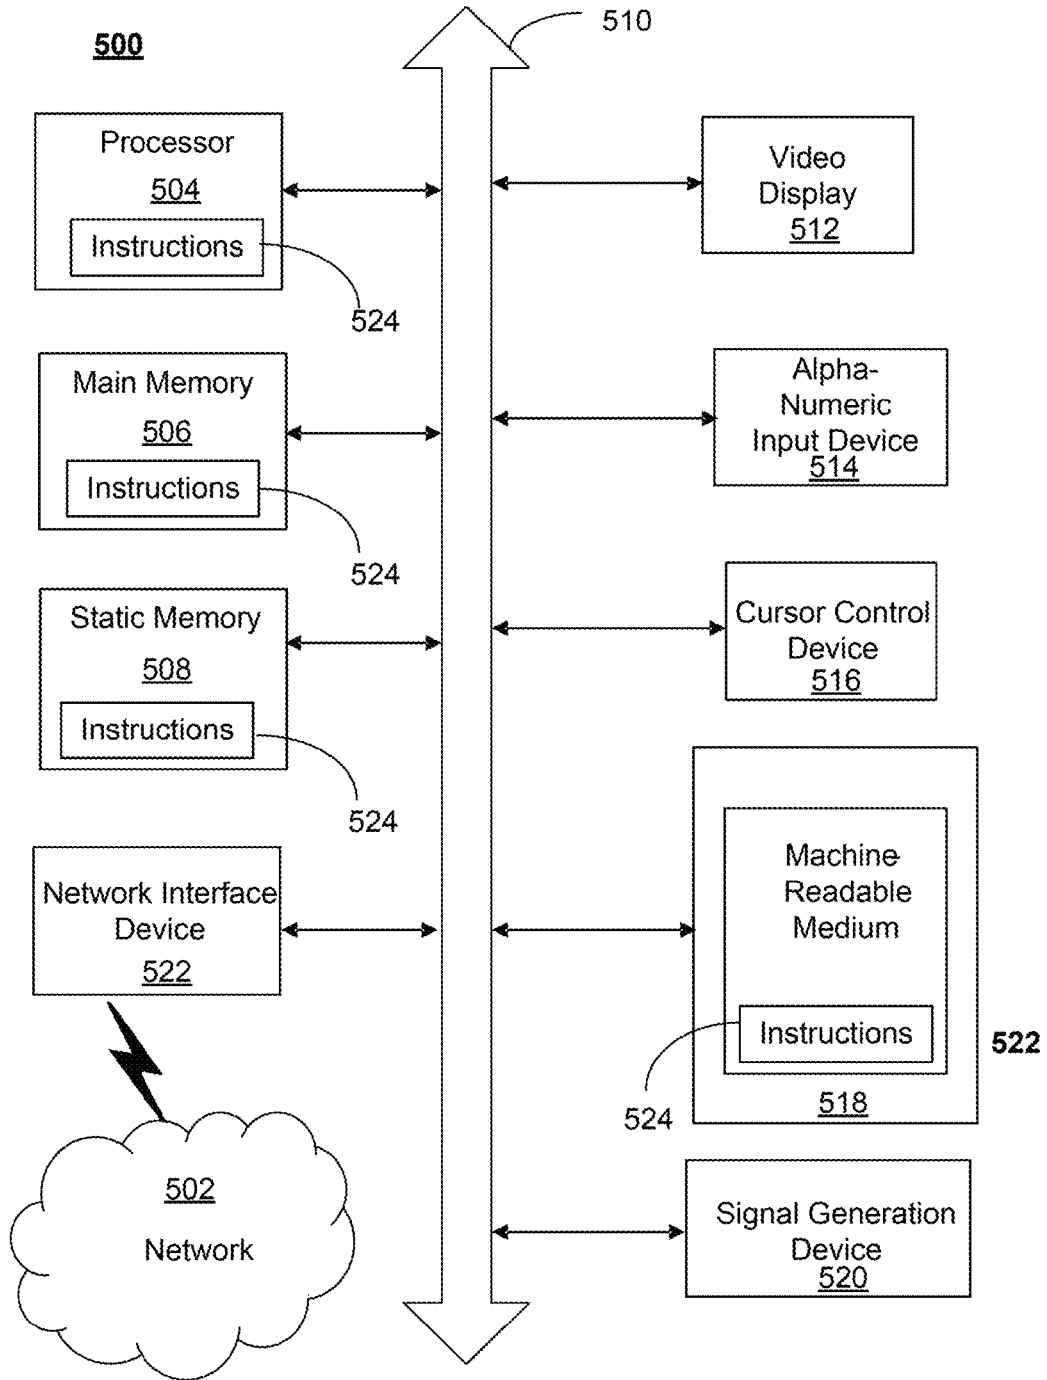 500
510
Processor
504
Instructions
524
Main Memory
506
Instructions
524
Static Memory
508
Instructions
524
Network Interface
Device
522
502
Network
Video
Display
512
Alpha-
Numeric
Input Device
514
Cursor Control
Device
516
Machine
Readable
Medium
Instructions
524
518
522
Signal Generation
Device
520